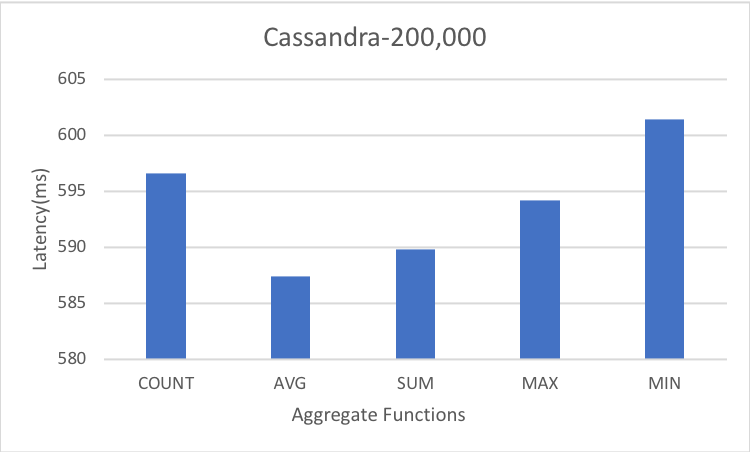 Cassandra-200,000
605
600
595
590
585
580
Latency(ms)
COUNT AVG SUM MAX MIN
Aggregate Functions